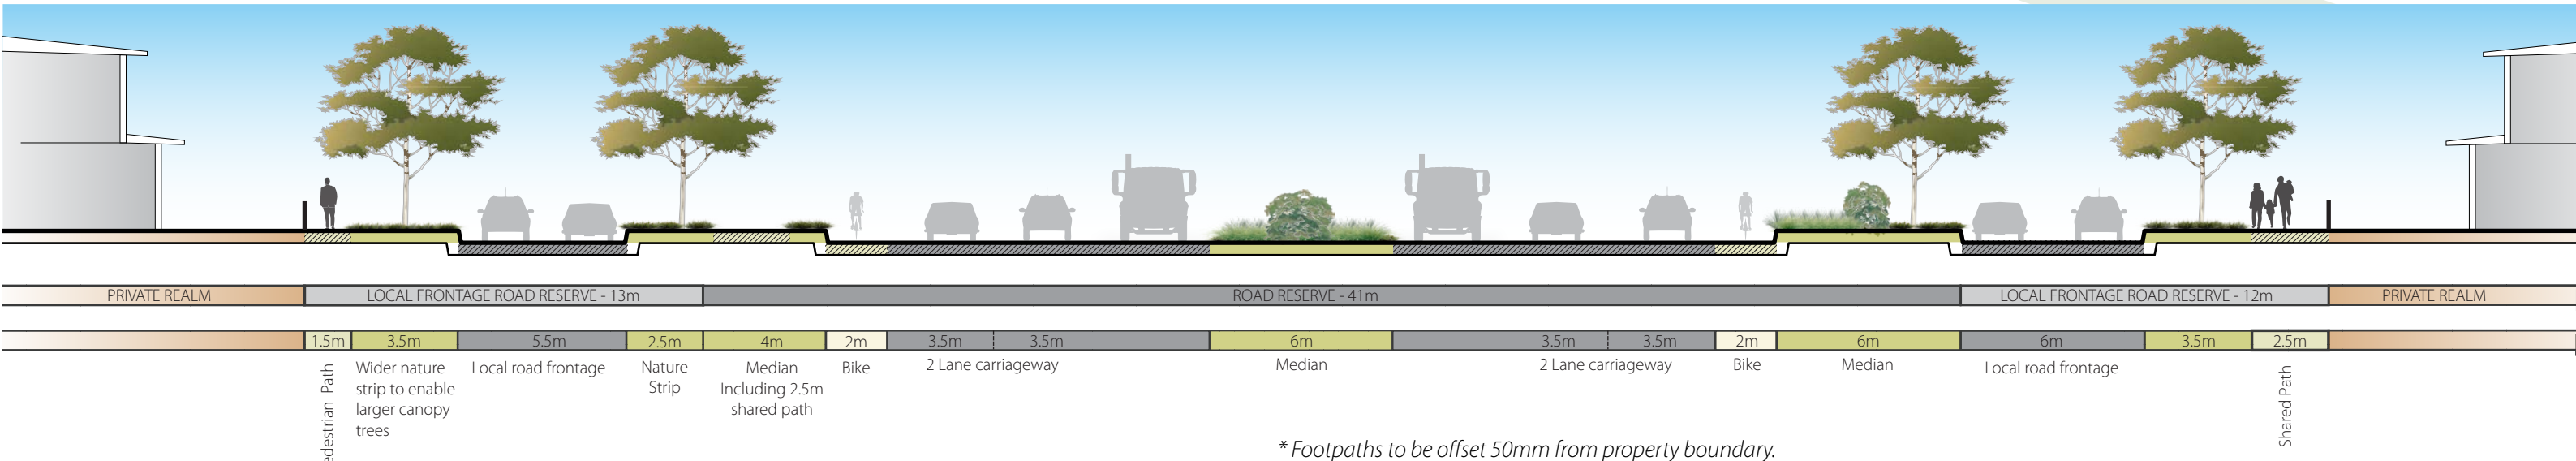 PRIVATE REALM
LOCAL FRONTAGE ROAD RESERVE - 13m
ROAD RESERVE - 41m
LOCAL FRONTAGE ROAD RESERVE - 12m
PRIVATE REALM
1.5m
3.5m
5.5m
2.5m
4m
2m
3.5m
3.5m
6m
3.5m
3.5m
2m
6m
6m
3.5m
2.5m
Path
Wider nature
strip to enable
larger canopy
trees
Local road frontage
Nature
Strip
Median
Including 2.5m
shared path
Bike
2 Lane carriageway
Median
2 Lane carriageway
Bike
Median
Local road frontage
Shared Path
* Footpaths to be offset 50mm from property boundary.